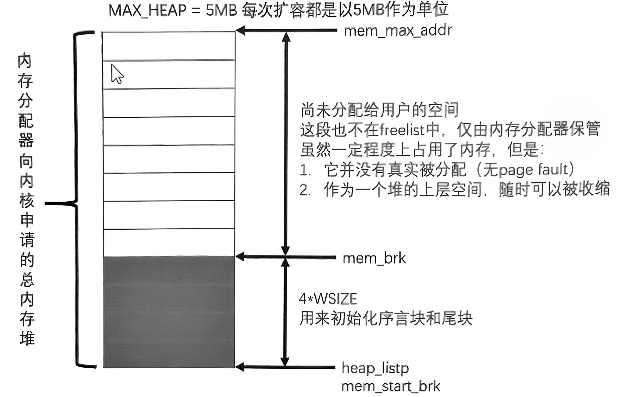 MAX_HEAP = 5MB 每次扩容都是以5MB作为单位
mem_max_addr
内存分配器向内核申请的总内存堆
尚未分配给用户的空间
这段也不在freelist中，仅由内存分配器保管
虽然一定程度上占用了内存，但是：
1. 它并没有真实被分配（无page fault）
2. 作为一个堆的上层空间，随时可以被收缩
mem_brk
4*WSIZE
用来初始化序言块和尾块
heap_listp
mem_start_brk